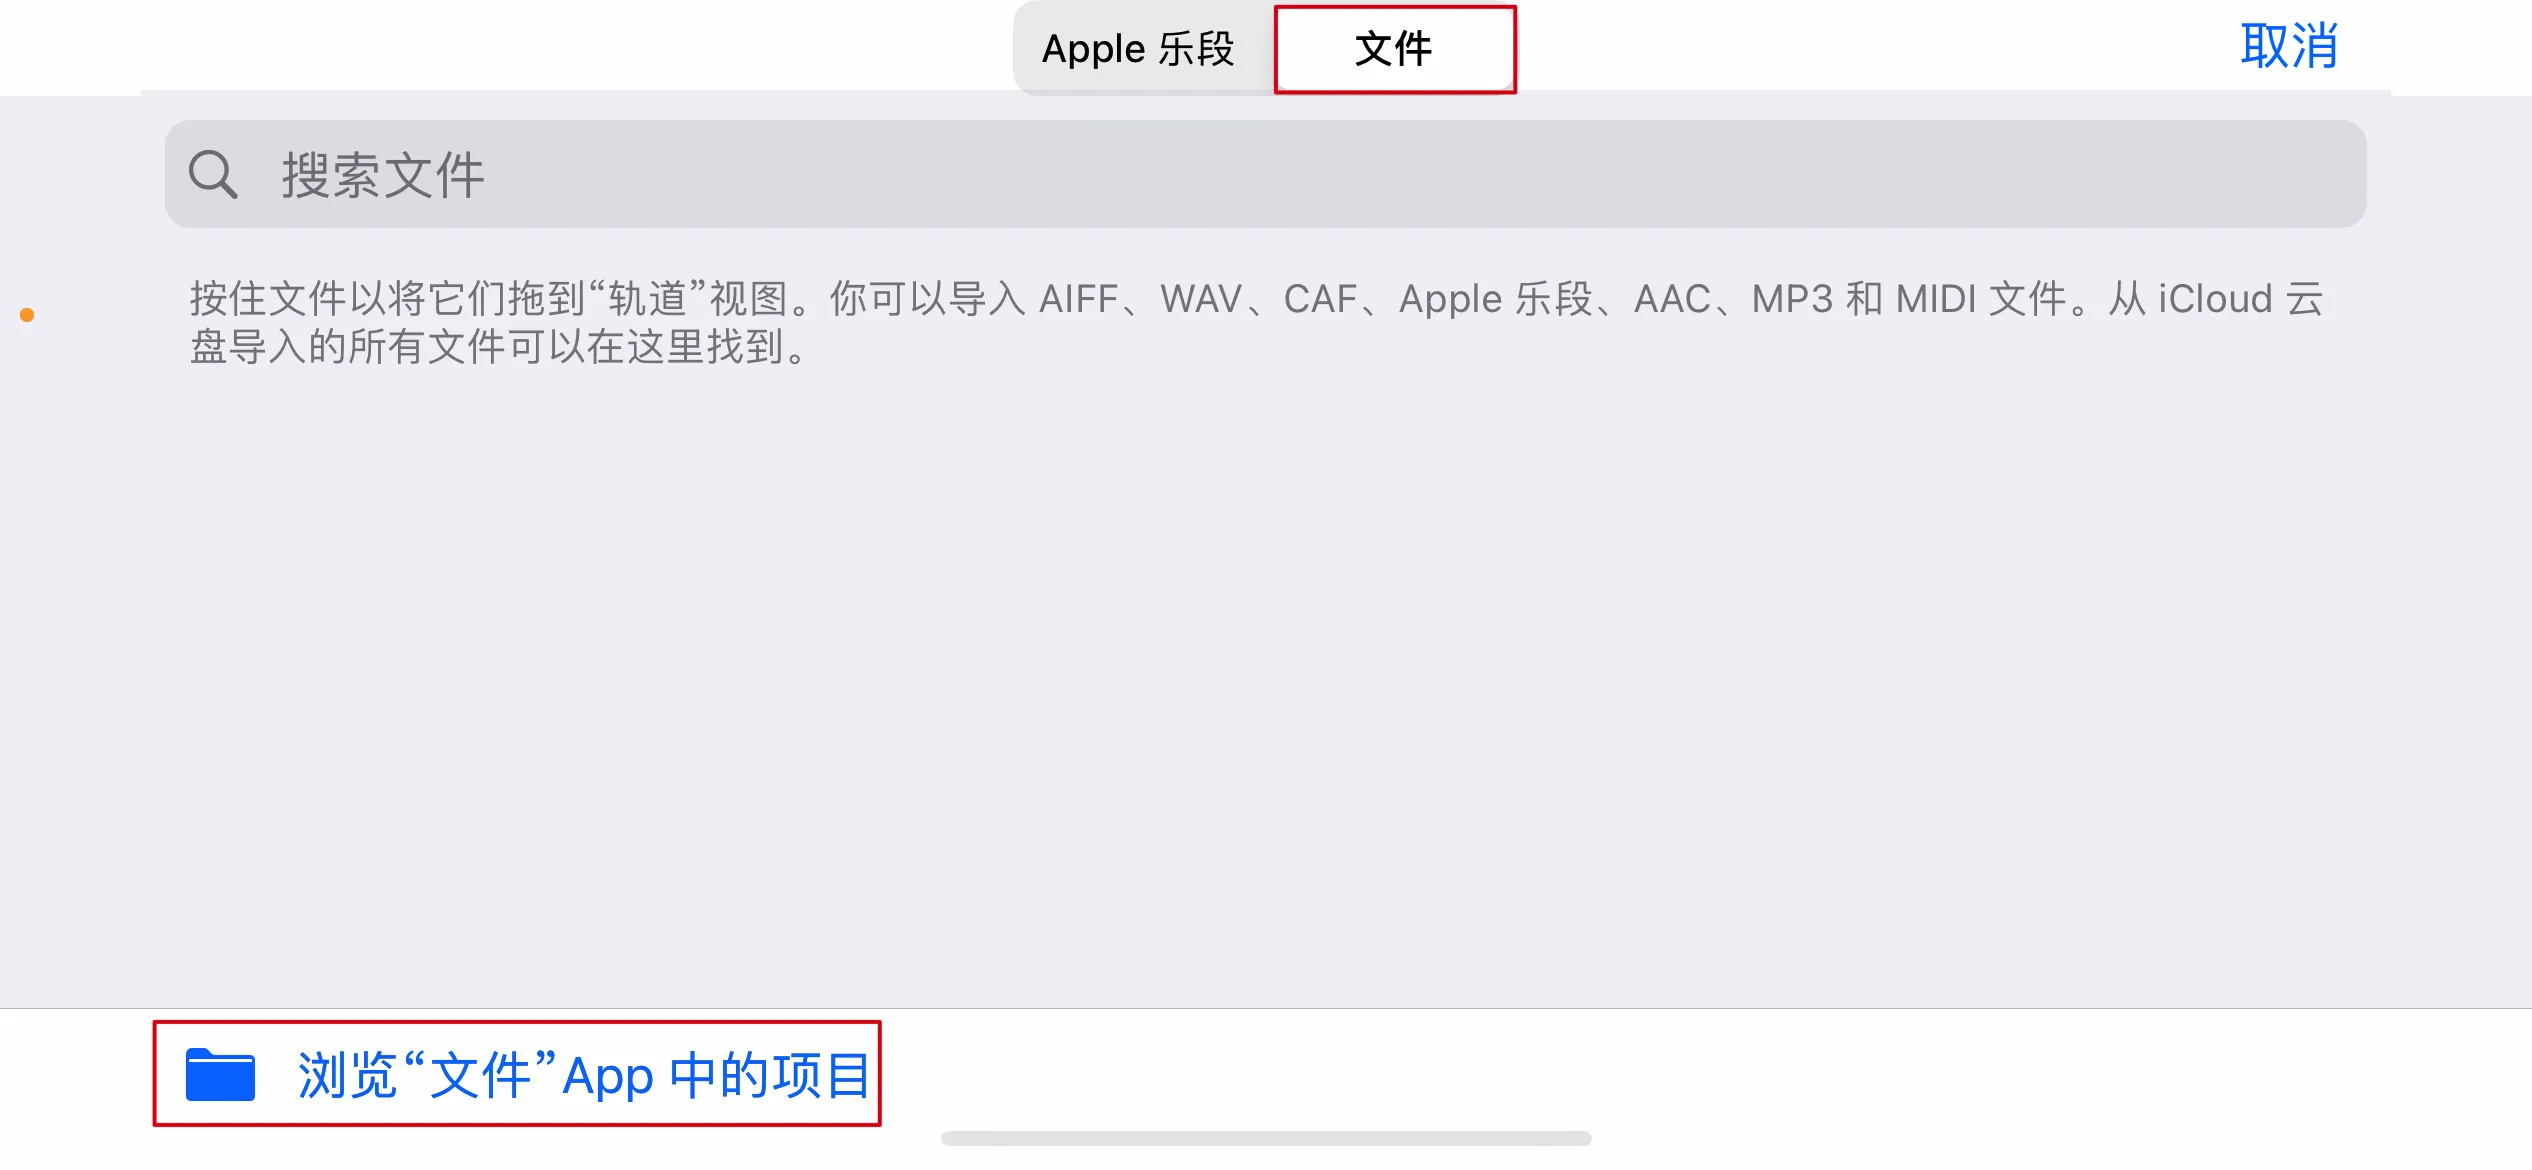 Apple 乐段
文件
取消
搜索文件
按住文件以将它们拖到“轨道”视图。你可以导入 AIFF、WAV、CAF、Apple 乐段、AAC、MP3 和 MIDI 文件。从 iCloud 云
盘导入的所有文件可以在这里找到。
浏览“文件”App 中的项目